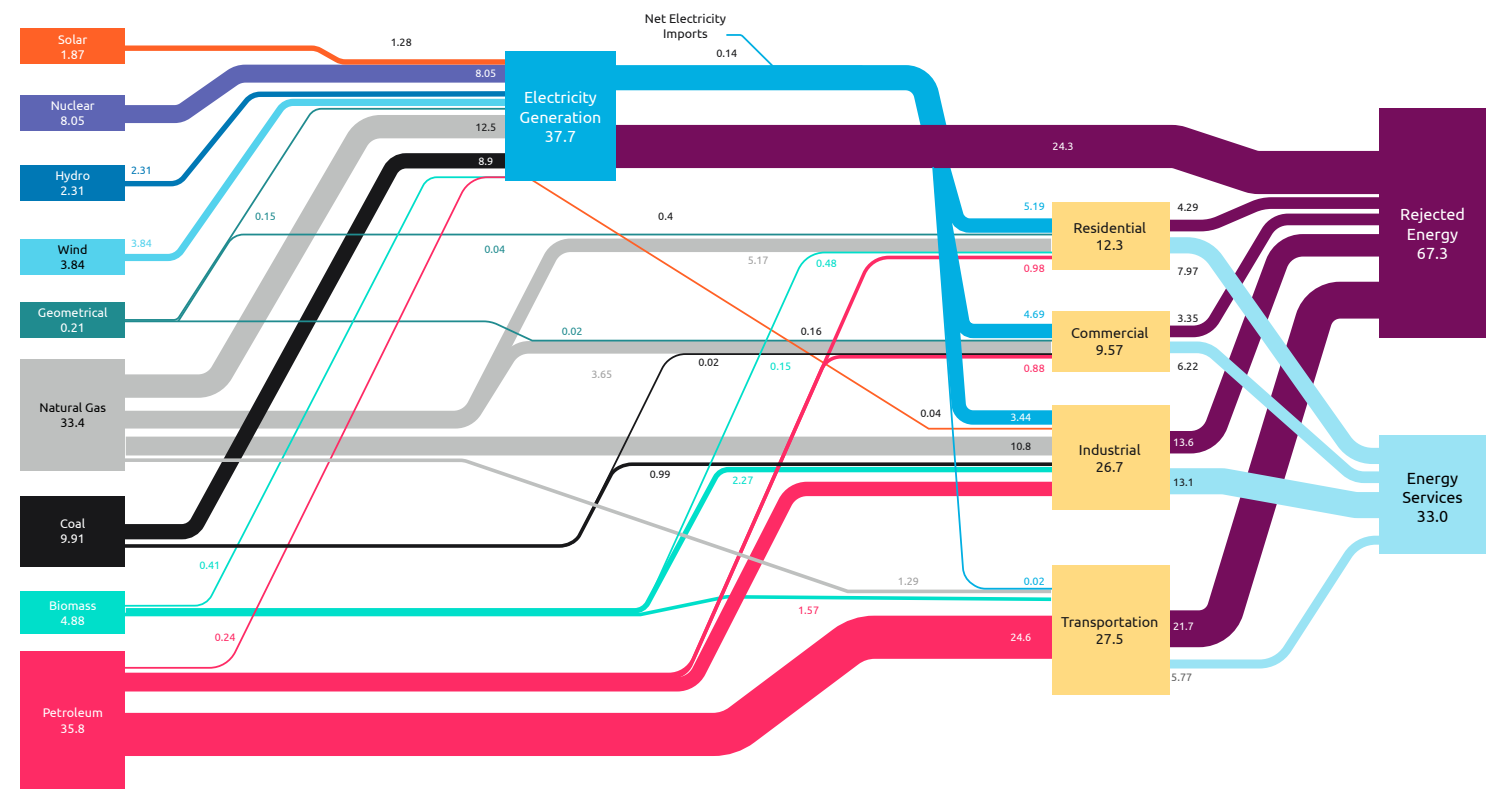 Net Electricity
Imports
Solar
1.87
1.28
0.14
Nuclear
8.05
8.05
Electricity
Generation
37.7
12.5
8.9
24.3
Hydro
2.31
2.31
0.15
0.4
5.19
4.29
Residential
12.3
Rejected
Energy
67.3
Wind
3.84
3.84
0.04
5.17
0.48
0.98
7.97
Geometrical
0.21
0.02
0.16
4.69
3.35
Commercial
9.57
3.65
0.02
0.15
0.88
6.22
Natural Gas
33.4
0.04
3.44
10.8
13.6
Industrial
26.7
0.99
2.27
13.1
Energy
Services
33.0
Coal
9.91
0.41
1.29
0.02
Biomass
4.88
1.57
0.24
24.6
Transportation
27.5
21.7
5.77
Petroleum
35.8